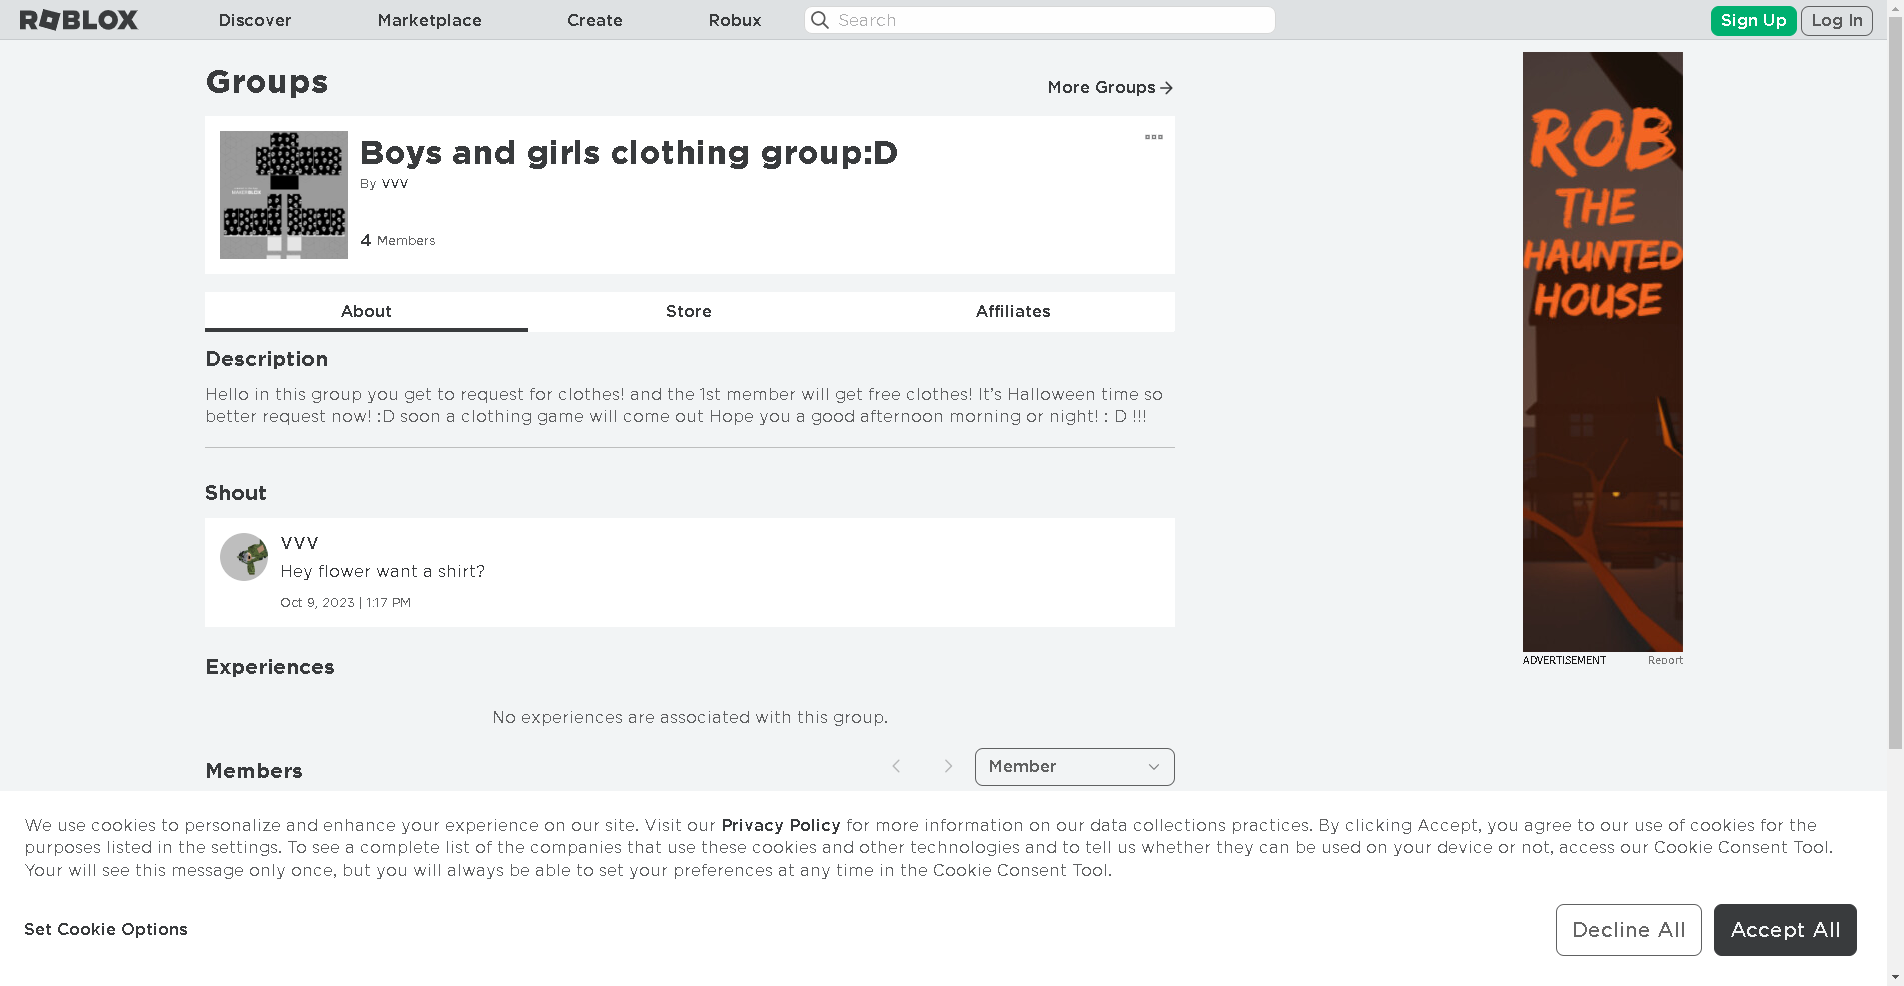 ROBLOX
Discover
Marketplace
Create
Robux
Search
Sign Up
Log In
Groups
More Groups
Boys and girls clothing group:D
By VVV
4 Members
About
Store
Affiliates
Description
Hello in this group you get to request for clothes! and the 1st member will get free clothes! It’s Halloween time so
better request now! :D soon a clothing game will come out Hope you a good afternoon morning or night! : D !!!
Shout
VVV
Hey flower want a shirt?
Oct 9, 2023 | 1:17 PM
Experiences
No experiences are associated with this group.
Members
Member
ROB
THE
HAUNTED
HOUSE
ADVERTISEMENT
Report
We use cookies to personalize and enhance your experience on our site. Visit our Privacy Policy for more information on our data collections practices. By clicking Accept, you agree to our use of cookies for the
purposes listed in the settings. To see a complete list of the companies that use these cookies and other technologies and to tell us whether they can be used on your device or not, access our Cookie Consent Tool.
Your will see this message only once, but you will always be able to set your preferences at any time in the Cookie Consent Tool.
Set Cookie Options
Decline All
Accept All